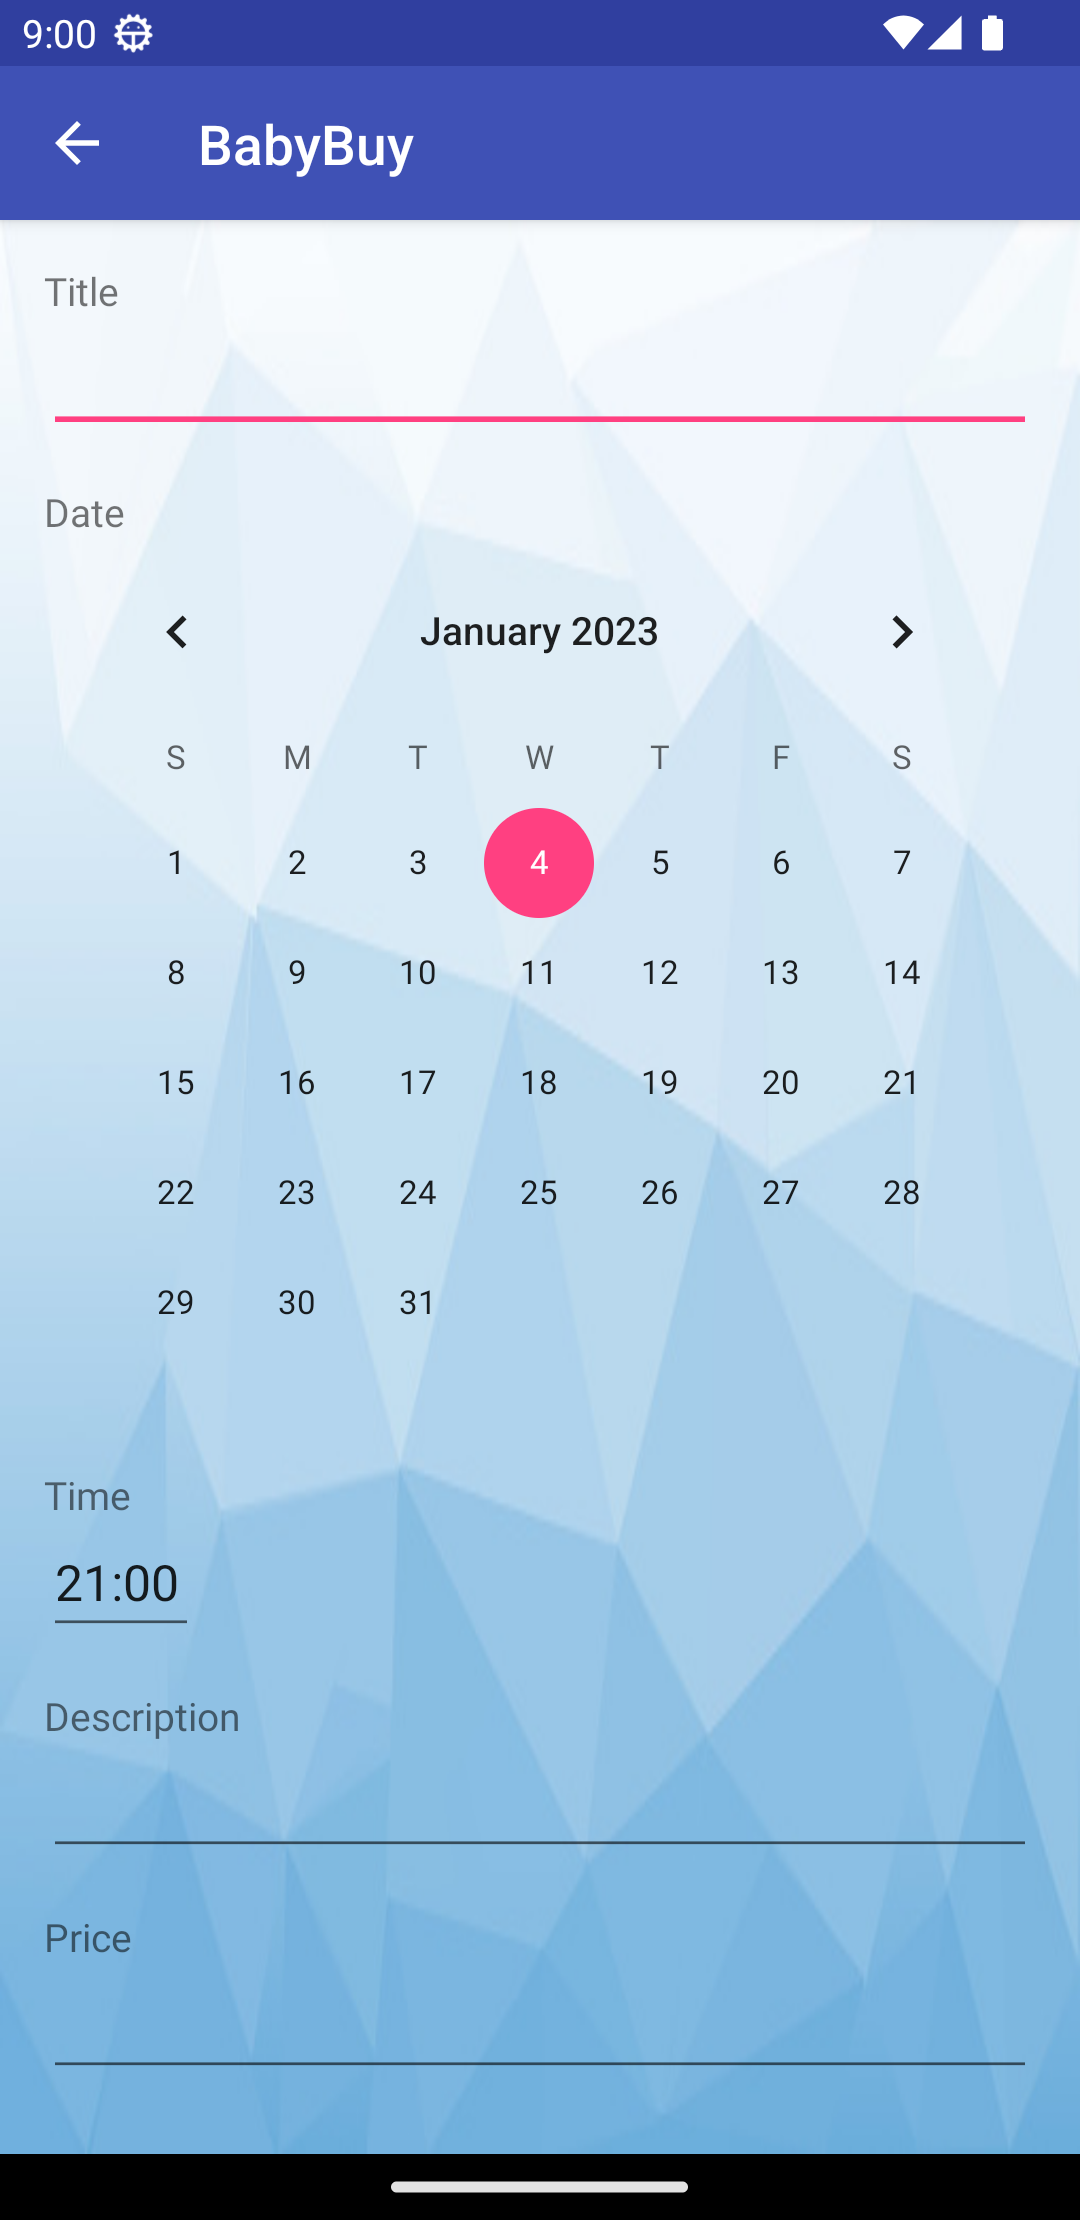 9:00
BabyBuy
Title
Date
January 2023
S M T W T F S
1 2 3 4 5 6 7
8 9 10 11 12 13 14
15 16 17 18 19 20 21
22 23 24 25 26 27 28
29 30 31
Time
21:00
Description
Price